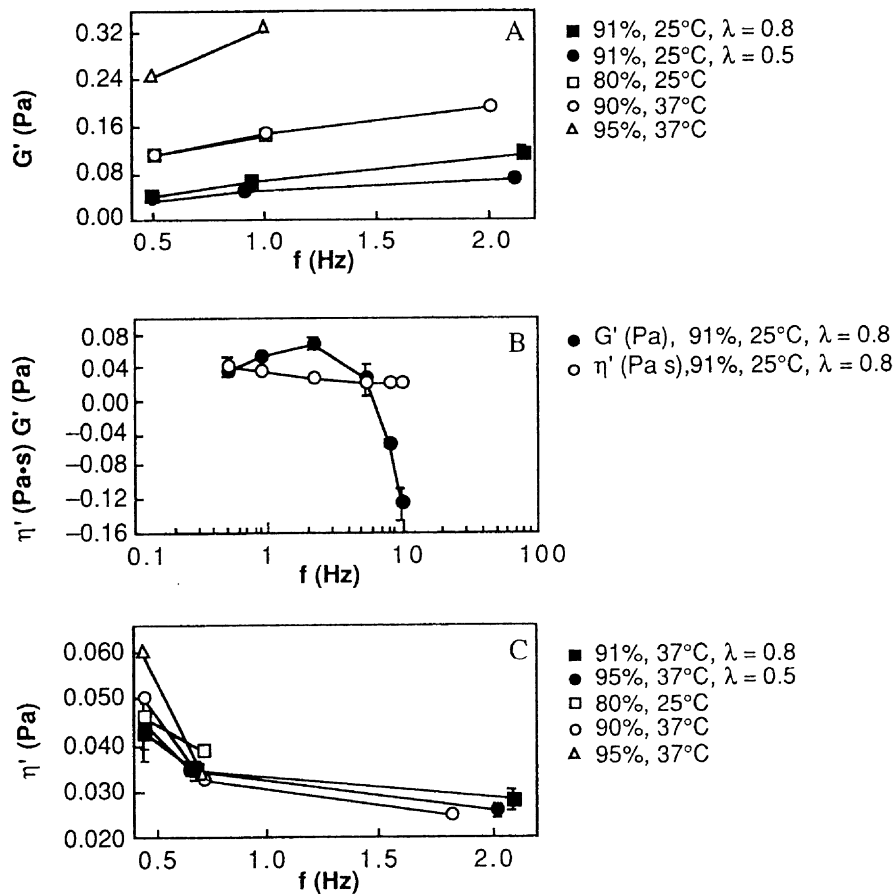 A
G' (Pa)
0.32
0.24
0.16
0.08
0.00
0.5
1.0
1.5
2.0
f (Hz)
91%, 25°C, λ = 0.8
91%, 25°C, λ = 0.5
80%, 25°C
90%, 37°C
95%, 37°C
B
η' (Pa•s) G' (Pa)
0.08
0.04
0.00
−0.04
−0.08
−0.12
−0.16
0.1
1
10
100
f (Hz)
G' (Pa), 91%, 25°C, λ = 0.8
η' (Pa s),91%, 25°C, λ = 0.8
C
η' (Pa)
0.060
0.050
0.040
0.030
0.020
0.5
1.0
1.5
2.0
f (Hz)
91%, 37°C, λ = 0.8
95%, 37°C, λ = 0.5
80%, 25°C
90%, 37°C
95%, 37°C